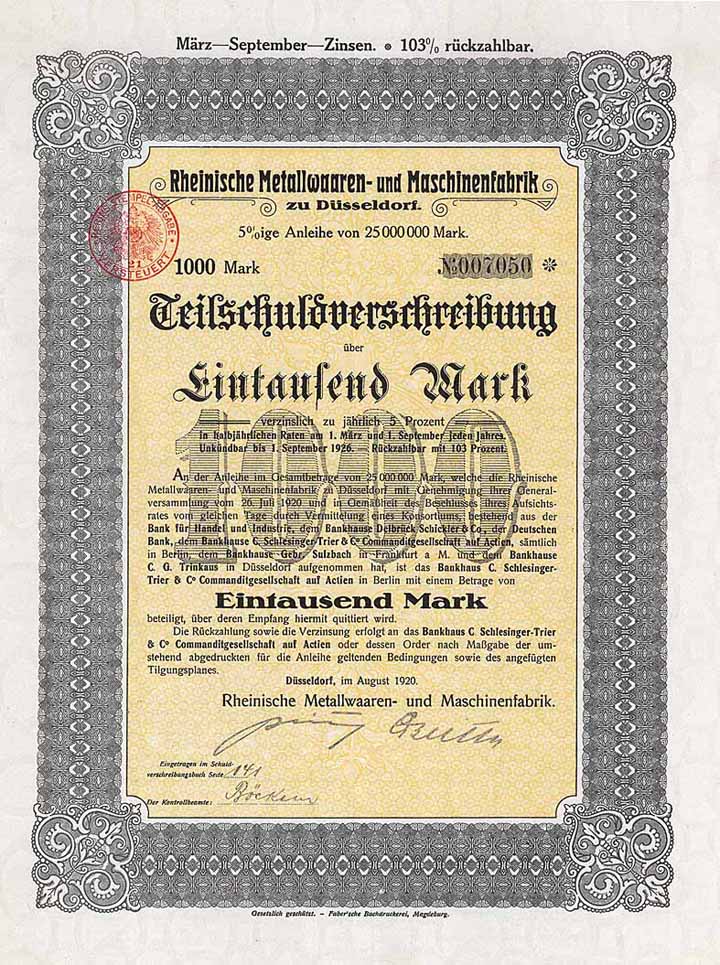 März—September—Zinsen. • 103% rückzahlbar.
Rheinische Metallwaaren- und Maschinenfabrik
zu Düsseldorf.
5%ige Anleihe von 25 000 000 Mark.
1000 Mark
№ 007050 *
Teilschuldverschreibung
über
Eintausend Mark
1000
verzinslich zu jährlich 5 Prozent
in halbjährlichen Raten am 1. März und 1. September jeden Jahres.
Unkündbar bis 1. September 1926. – Rückzahlbar mit 103 Prozent.
An der Anleihe im Gesamtbetrage von 25 000 000 Mark, welche die Rheinische
Metallwaaren- und Maschinenfabrik zu Düsseldorf mit Genehmigung ihrer General-
versammlung vom 26. Juli 1920 und in Gemäßheit des Beschlusses ihres Aufsichts-
rates vom gleichen Tage durch Vermittelung eines Konsortiums, bestehend aus der
Bank für Handel und Industrie, dem Bankhause Delbrück Schickler & Co., der Deutschen
Bank, dem Bankhause C. Schlesinger-Trier & Co Commanditgesellschaft auf Actien, sämtlich
in Berlin, dem Bankhause Gebr. Sulzbach in Frankfurt a M. und dem Bankhause
C. G. Trinkaus in Düsseldorf aufgenommen hat, ist das Bankhaus C. Schlesinger-
Trier & Co Commanditgesellschaft auf Actien in Berlin mit einem Betrage von
Eintausend Mark
beteiligt, über deren Empfang hiermit quittiert wird.
Die Rückzahlung sowie die Verzinsung erfolgt an das Bankhaus C Schlesinger-Trier
& Co Commanditgesellschaft auf Actien oder dessen Order nach Maßgabe der um-
stehend abgedruckten für die Anleihe geltenden Bedingungen sowie des angefügten
Tilgungsplanes.
Düsseldorf, im August 1920.
Rheinische Metallwaaren- und Maschinenfabrik.
Eingetragen im Schuld-
verschreibungsbuch Seite 141
Der Kontrollbeamte:
Gesetzlich geschützt. – Faber'sche Buchdruckerei, Magdeburg.